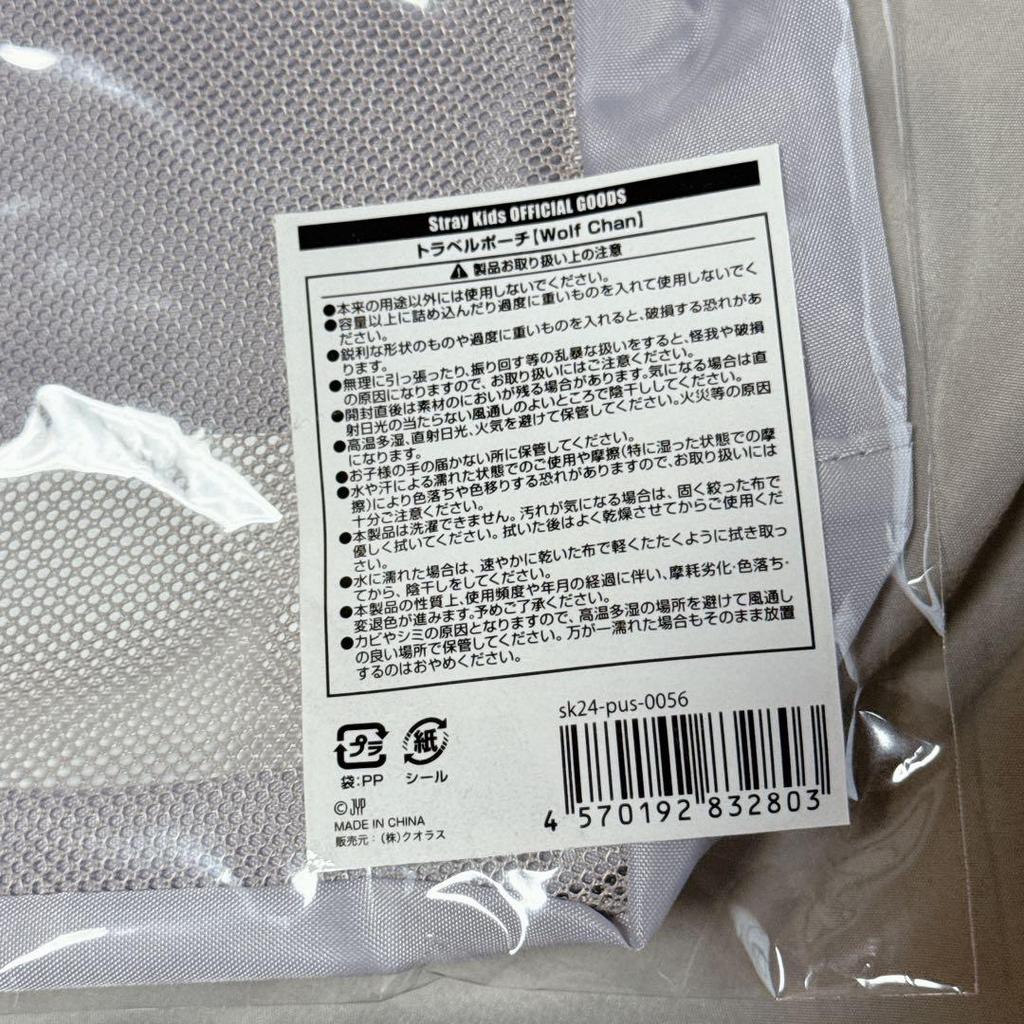 Stray Kids OFFICIAL GOODS
トラベルポーチ【Wolf Chan】
製品お取り扱い上の注意
●本来の用途以外には使用しないでください。
●容量以上に詰め込んだり過度に重いものを入れて使用しないでく
ださい。
●鋭利な形状のものや過度に重いものを入れると、破損する恐れがあ
ります。
●無理に引っ張ったり、振り回す等の乱暴な扱いをすると、怪我や破損
の原因になりますので、お取り扱いにはご注意ください。
●開封直後は素材のにおいが残る場合があります。気になる場合は直
射日光の当たらない風通しのよいところで陰干ししてください。
●高温多湿、直射日光、火気を避けて保管してください。火災等の原因
になります。
●お子様の手の届かない所に保管してください。
●水や汗による濡れた状態でのご使用や摩擦(特に湿った状態での摩
擦)により色落ちや色移りする恐れがありますので、お取り扱いには
十分ご注意ください。
●本製品は洗濯できません。汚れが気になる場合は、固く絞った布で
優しく拭いてください。拭いた後はよく乾燥させてからご使用くだ
さい。
●水に濡れた場合は、速やかに乾いた布で軽くたたくように拭き取っ
てから、陰干しをしてください。
●本製品の性質上、使用頻度や年月の経過に伴い、摩耗劣化・色落ち・
変退色が進みます。予めご了承ください。
●カビやシミの原因となりますので、高温多湿の場所を避けて風通し
の良い場所で保管してください。万が一濡れた場合もそのまま放置
するのはおやめください。
sk24-pus-0056
プラ
紙
袋:PP
シール
©JYP
MADE IN CHINA
販売元:(株)クオラス
4 570192 832803